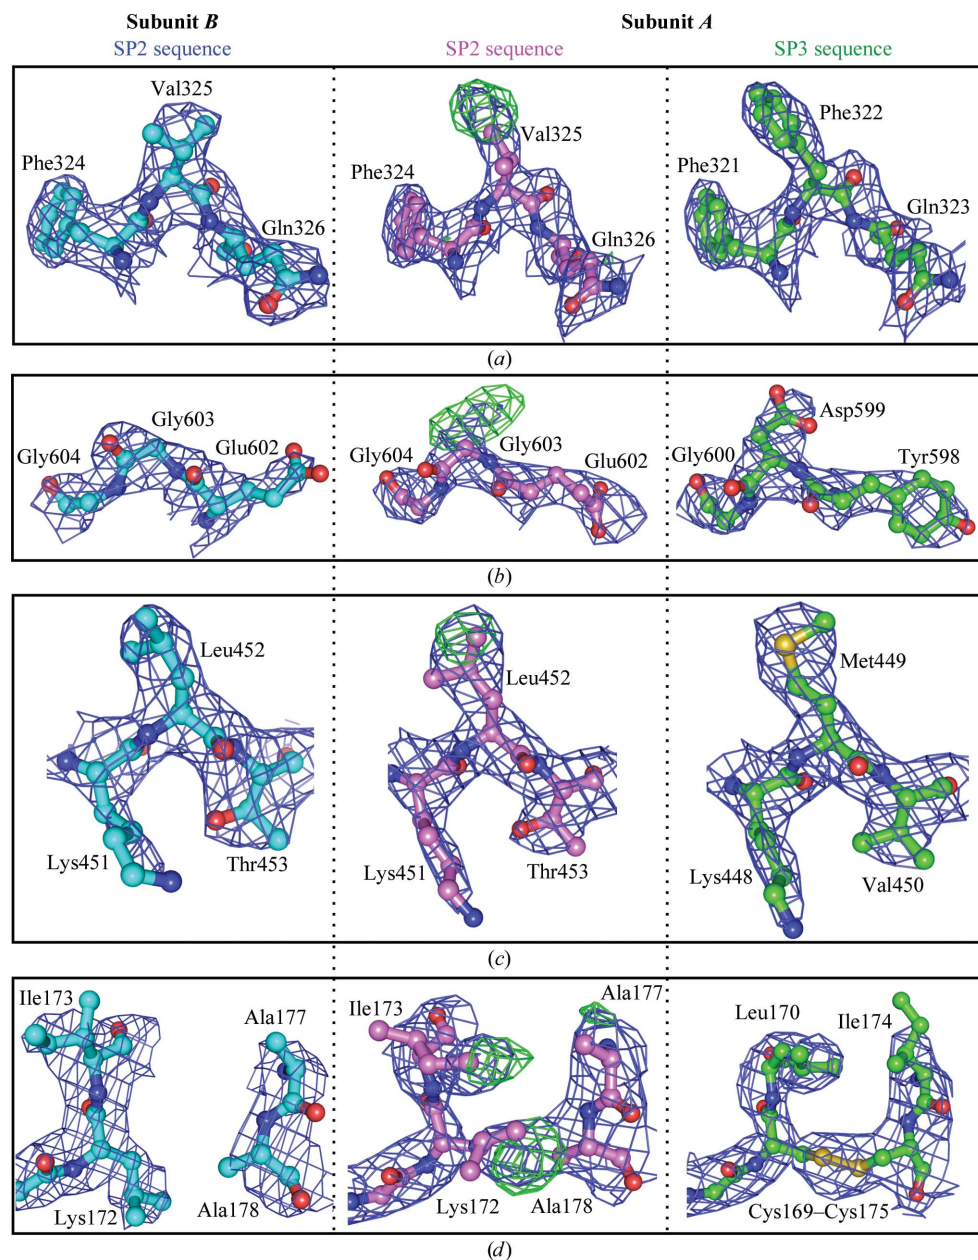 Subunit B
Subunit A
SP2 sequence
SP2 sequence
SP3 sequence
Val325
Phe324
Gln326
Val325
Phe324
Gln326
Phe322
Phe321
Gln323
(a)
Gly603
Gly604
Glu602
Gly604
Gly603
Glu602
Asp599
Gly600
Tyr598
(b)
Leu452
Lys451
Thr453
Leu452
Lys451
Thr453
Met449
Lys448
Val450
(c)
Ile173
Ala177
Lys172
Ala178
Ile173
Ala177
Lys172
Ala178
Leu170
Ile174
Cys169–Cys175
(d)